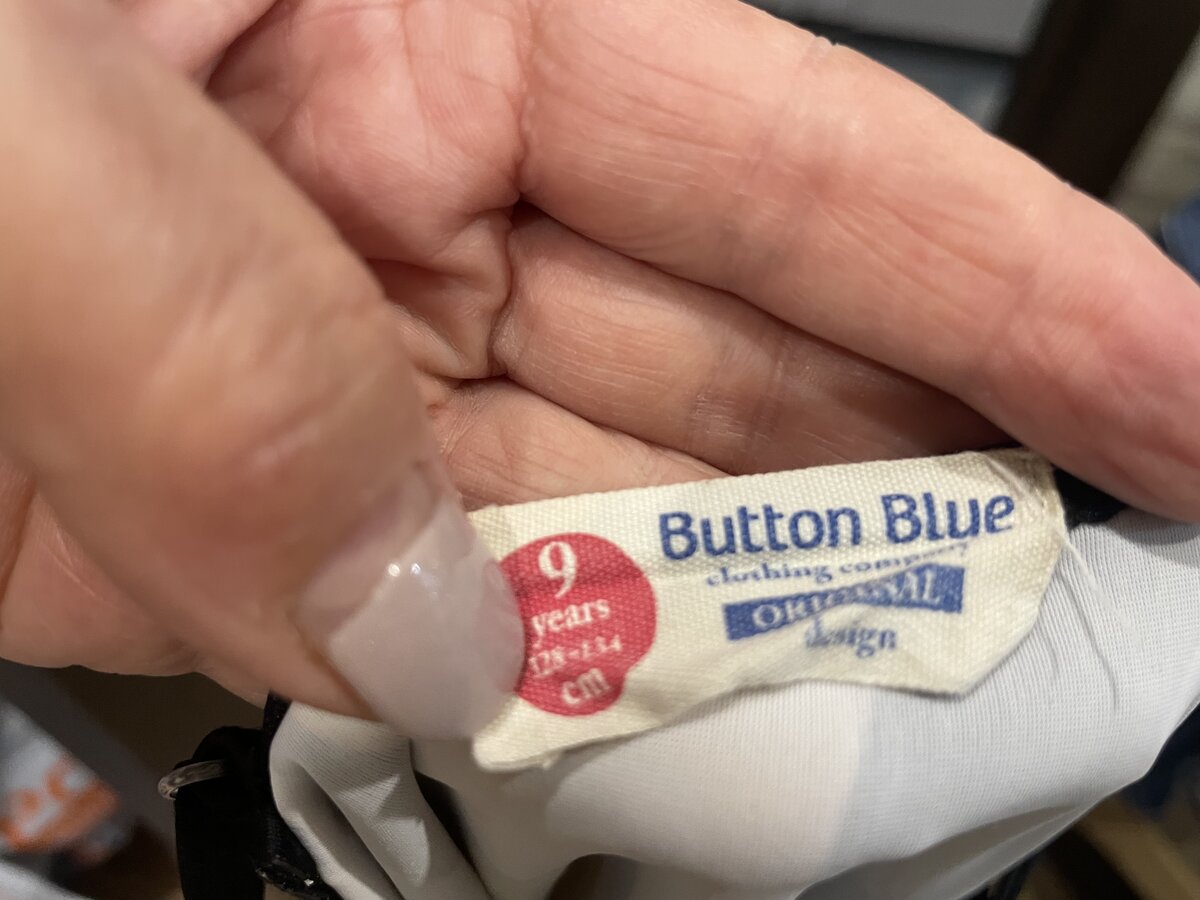 Button Blue
clothing company
ORIGINAL
design
9
years
128-134
cm